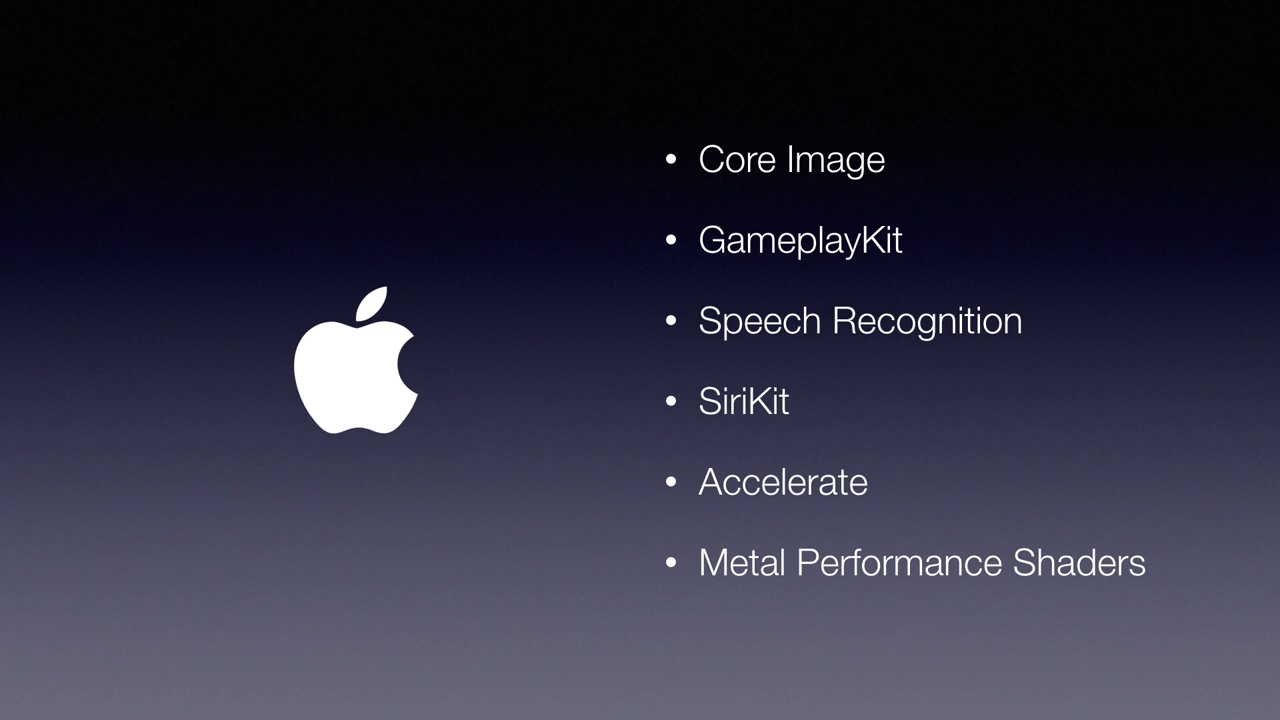 • Core Image
• GameplayKit
• Speech Recognition
• SiriKit
• Accelerate
• Metal Performance Shaders